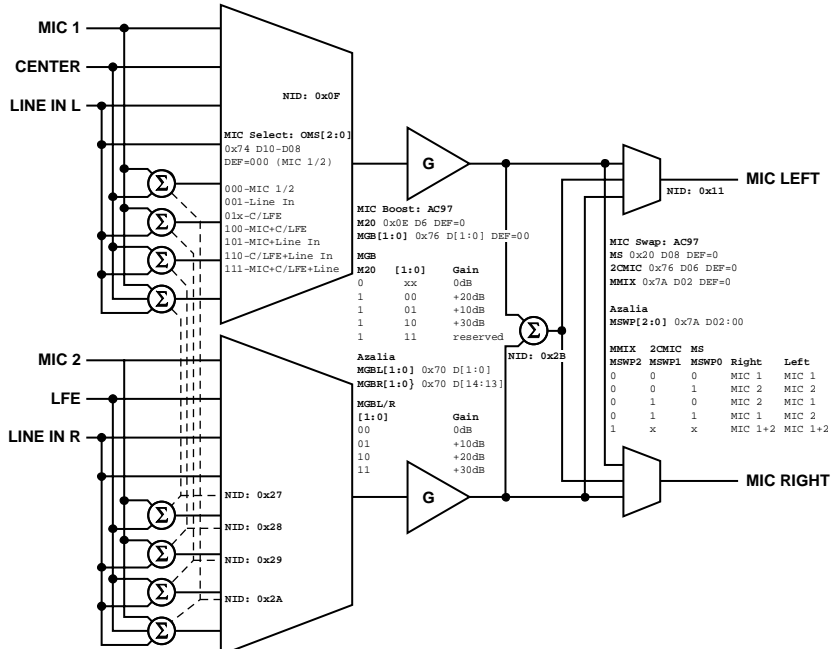 MIC 1
CENTER
LINE IN L
NID: 0x0F
MIC Select: OMS[2:0]
0x74 D10-D08
DEF=000 (MIC 1/2)
000-MIC 1/2
001-Line In
01x-C/LFE
100-MIC+C/LFE
101-MIC+Line In
110-C/LFE+Line In
111-MIC+C/LFE+Line
Σ
Σ
Σ
Σ
G
MIC Boost: AC97
M20 0x0E D6 DEF=0
MGB[1:0] 0x76 D[1:0] DEF=00
MGB
M20 [1:0] Gain
0 xx 0dB
1 00 +20dB
1 01 +10dB
1 10 +30dB
1 11 reserved
Azalia
MGBL[1:0] 0x70 D[1:0]
MGBR[1:0} 0x70 D[14:13]
MGBL/R
[1:0] Gain
00 0dB
01 +10dB
10 +20dB
11 +30dB
Σ
NID: 0x2B
NID: 0x11
MIC LEFT
MIC Swap: AC97
MS 0x20 D08 DEF=0
2CMIC 0x76 D06 DEF=0
MMIX 0x7A D02 DEF=0
Azalia
MSWP[2:0] 0x7A D02:00
MMIX 2CMIC MS
MSWP2 MSWP1 MSWP0 Right Left
0 0 0 MIC 1 MIC 1
0 0 1 MIC 2 MIC 2
0 1 0 MIC 2 MIC 1
0 1 1 MIC 1 MIC 2
1 x x MIC 1+2 MIC 1+2
MIC RIGHT
MIC 2
LFE
LINE IN R
NID: 0x27
NID: 0x28
NID: 0x29
NID: 0x2A
Σ
Σ
Σ
Σ
G